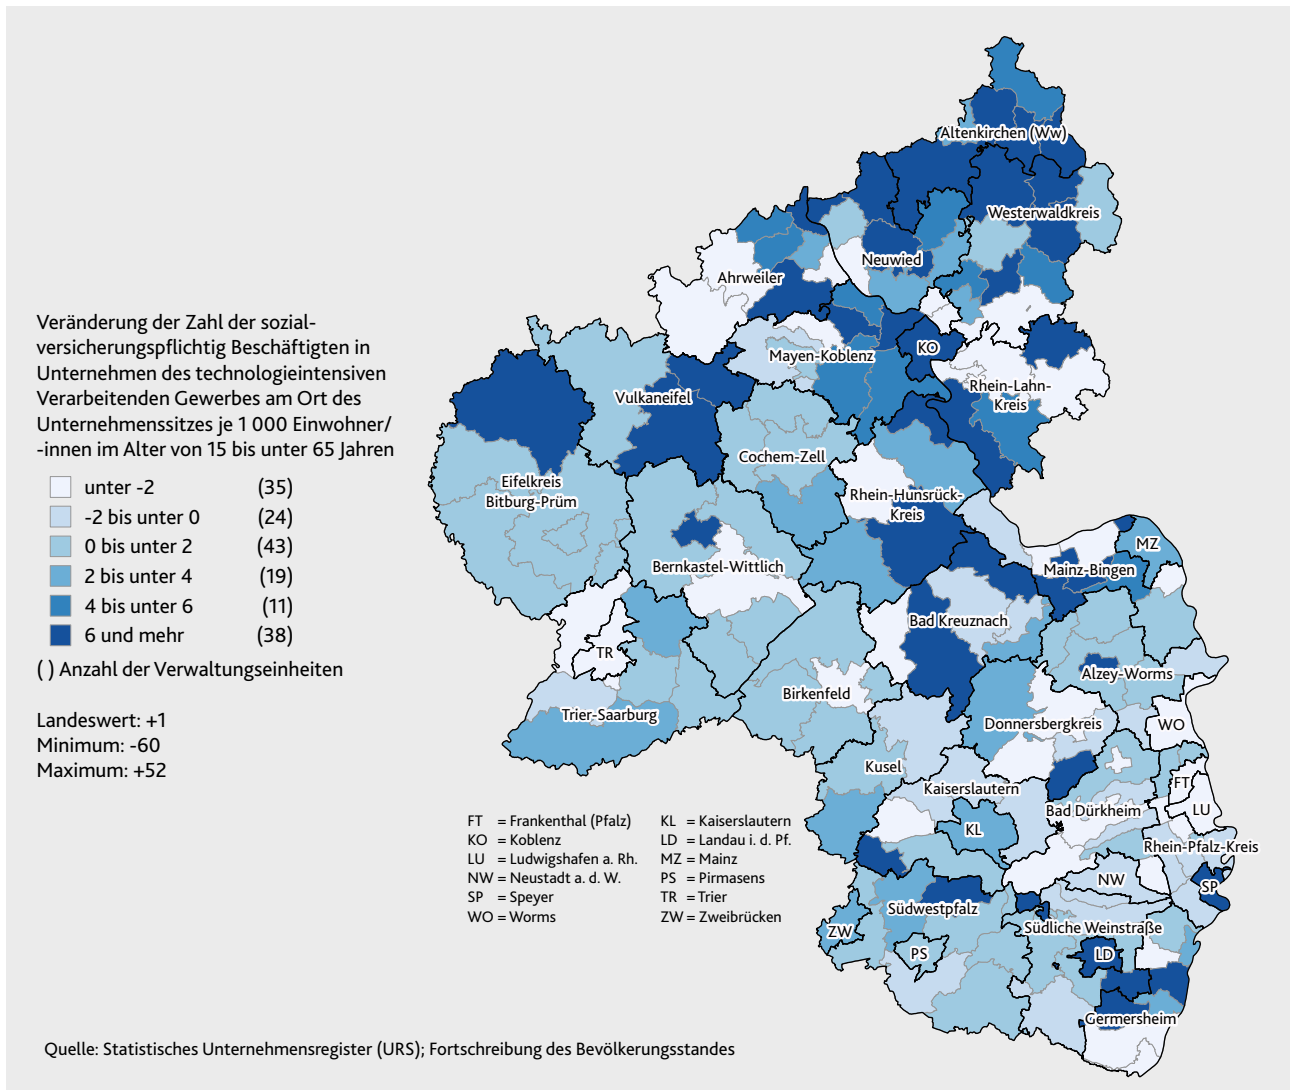 Altenkirchen (Ww)
Westerwaldkreis
Neuwied
Ahrweiler
KO
Mayen-Koblenz
Rhein-Lahn-
Kreis
Vulkaneifel
Cochem-Zell
Eifelkreis
Bitburg-Prüm
Rhein-Hunsrück-
Kreis
MZ
Mainz-Bingen
Bernkastel-Wittlich
Bad Kreuznach
TR
Alzey-Worms
Birkenfeld
Trier-Saarburg
Donnersbergkreis
WO
Kusel
Kaiserslautern
FT
Bad Dürkheim
LU
KL
Rhein-Pfalz-Kreis
NW
SP
Südwestpfalz
ZW
Südliche Weinstraße
PS
LD
Germersheim
Veränderung der Zahl der sozial-
versicherungspflichtig Beschäftigten in
Unternehmen des technologieintensiven
Verarbeitenden Gewerbes am Ort des
Unternehmenssitzes je 1 000 Einwohner/
-innen im Alter von 15 bis unter 65 Jahren
unter -2 (35)
-2 bis unter 0 (24)
0 bis unter 2 (43)
2 bis unter 4 (19)
4 bis unter 6 (11)
6 und mehr (38)
( ) Anzahl der Verwaltungseinheiten
Landeswert: +1
Minimum: -60
Maximum: +52
FT = Frankenthal (Pfalz) KL = Kaiserslautern
KO = Koblenz LD = Landau i. d. Pf.
LU = Ludwigshafen a. Rh. MZ = Mainz
NW = Neustadt a. d. W. PS = Pirmasens
SP = Speyer TR = Trier
WO = Worms ZW = Zweibrücken
Quelle: Statistisches Unternehmensregister (URS); Fortschreibung des Bevölkerungsstandes